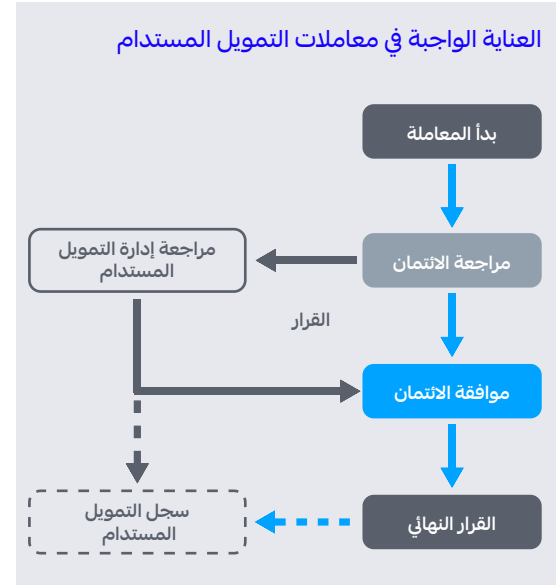 العناية الواجبة في معاملات التمويل المستدام
بدأ المعاملة
مراجعة الائتمان
مراجعة إدارة التمويل
المستدام
القرار
موافقة الائتمان
القرار النهائي
سجل التمويل
المستدام